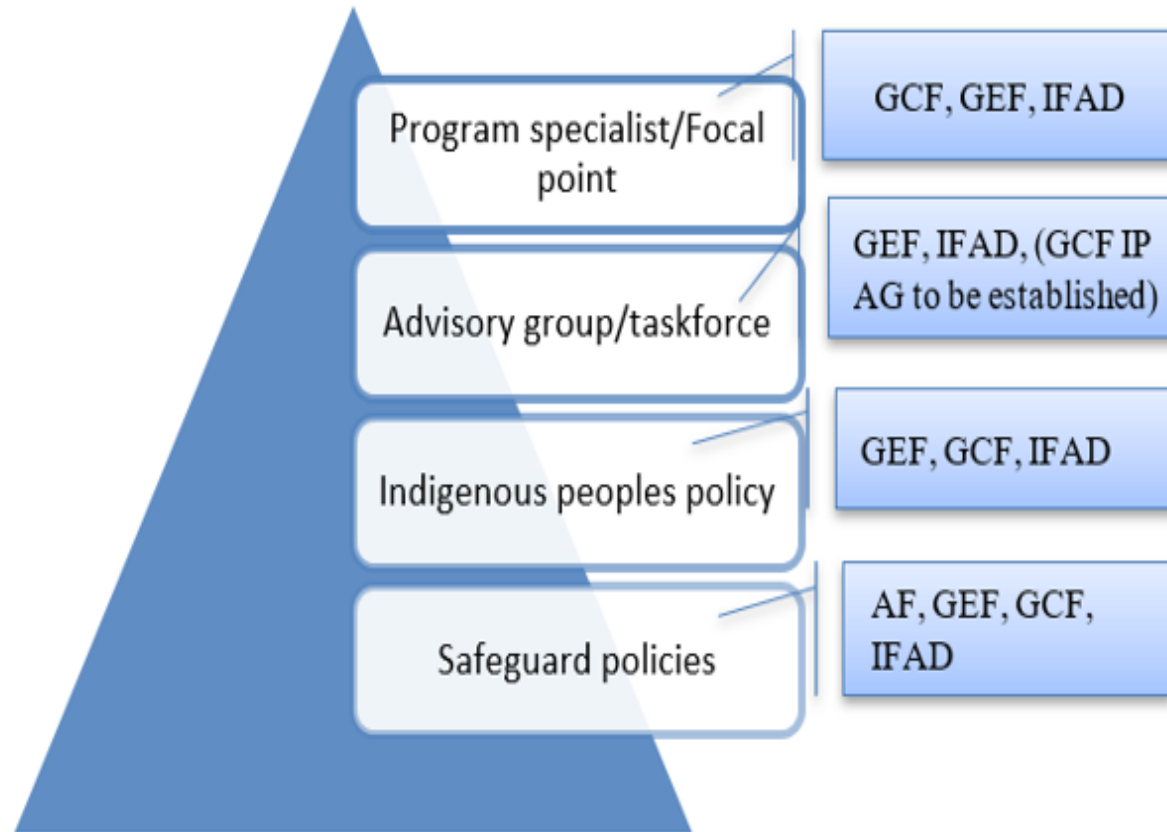 Program specialist/Focal
point
GCF, GEF, IFAD
Advisory group/taskforce
GEF, IFAD, (GCF IP
AG to be established)
Indigenous peoples policy
GEF, GCF, IFAD
Safeguard policies
AF, GEF, GCF,
IFAD